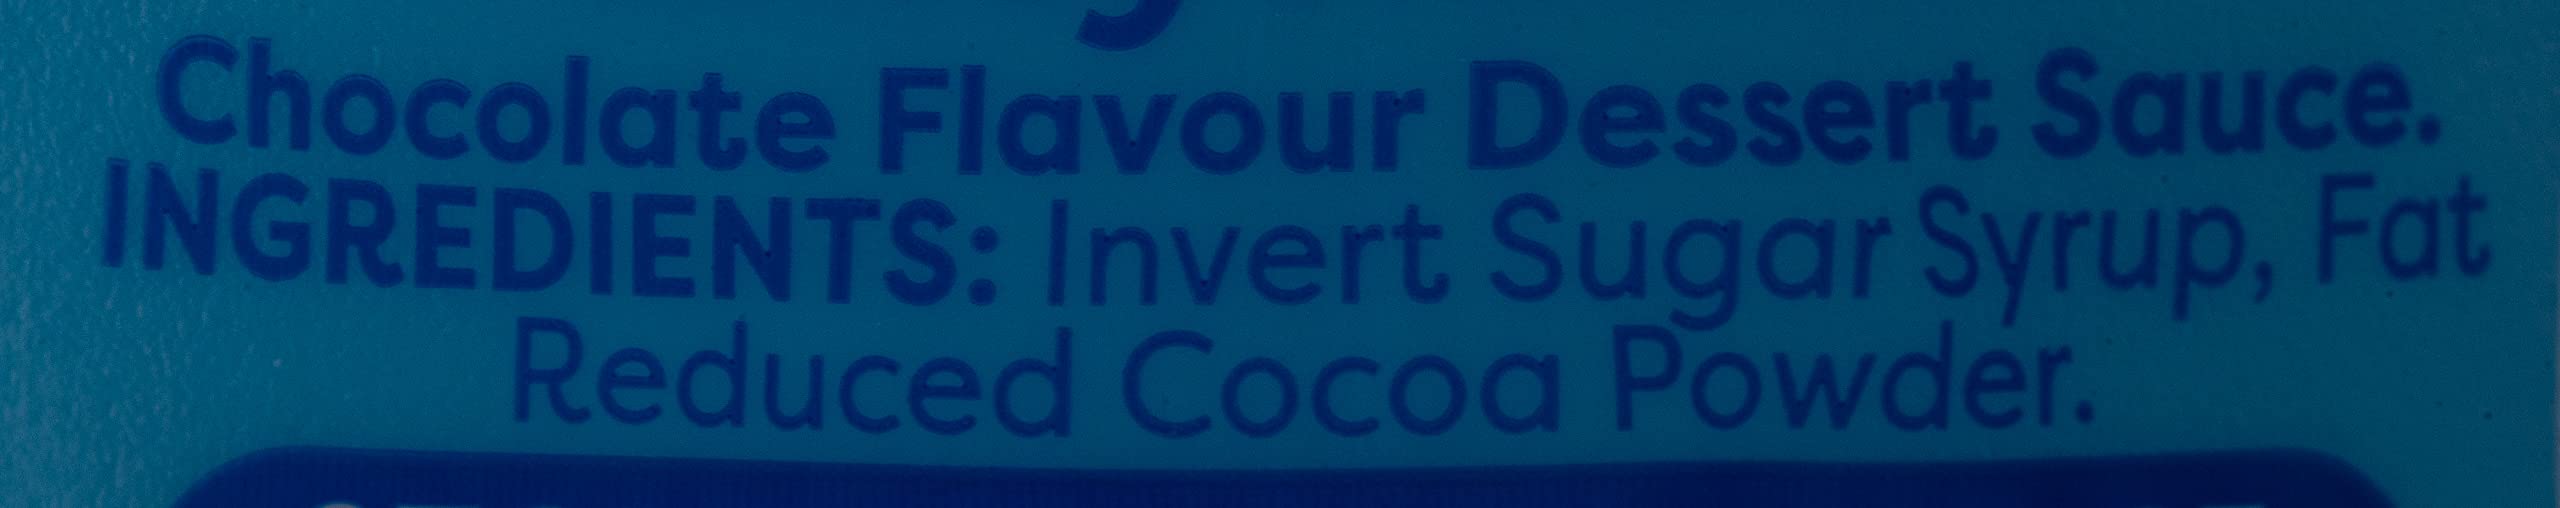 Chocolate Flavour Dessert Sauce.
INGREDIENTS: Invert Sugar Syrup, Fat
Reduced Cocoa Powder.